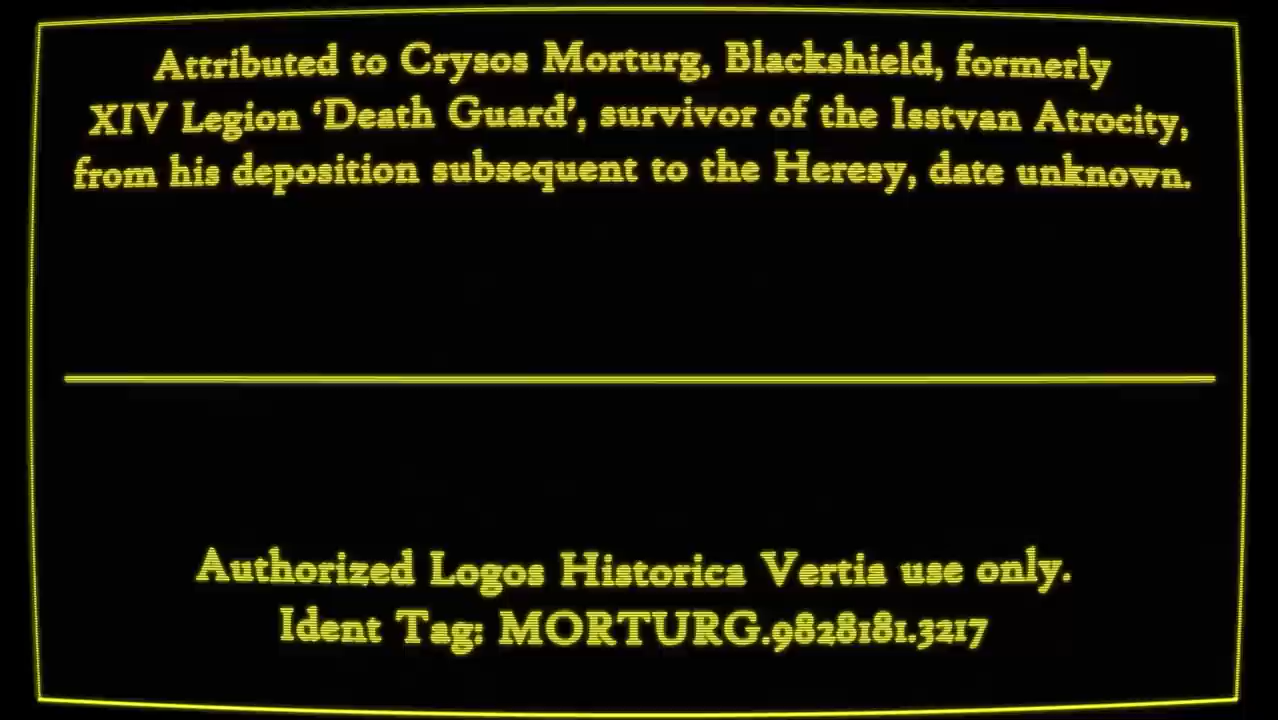 Attributed to Crysos Morturg, Blackshield, formerly
XIV Legion ‘Death Guard’, survivor of the Isstvan Atrocity,
from his deposition subsequent to the Heresy, date unknown.
Authorized Logos Historica Vertia use only.
Ident Tag: MORTURG.9828181.3217